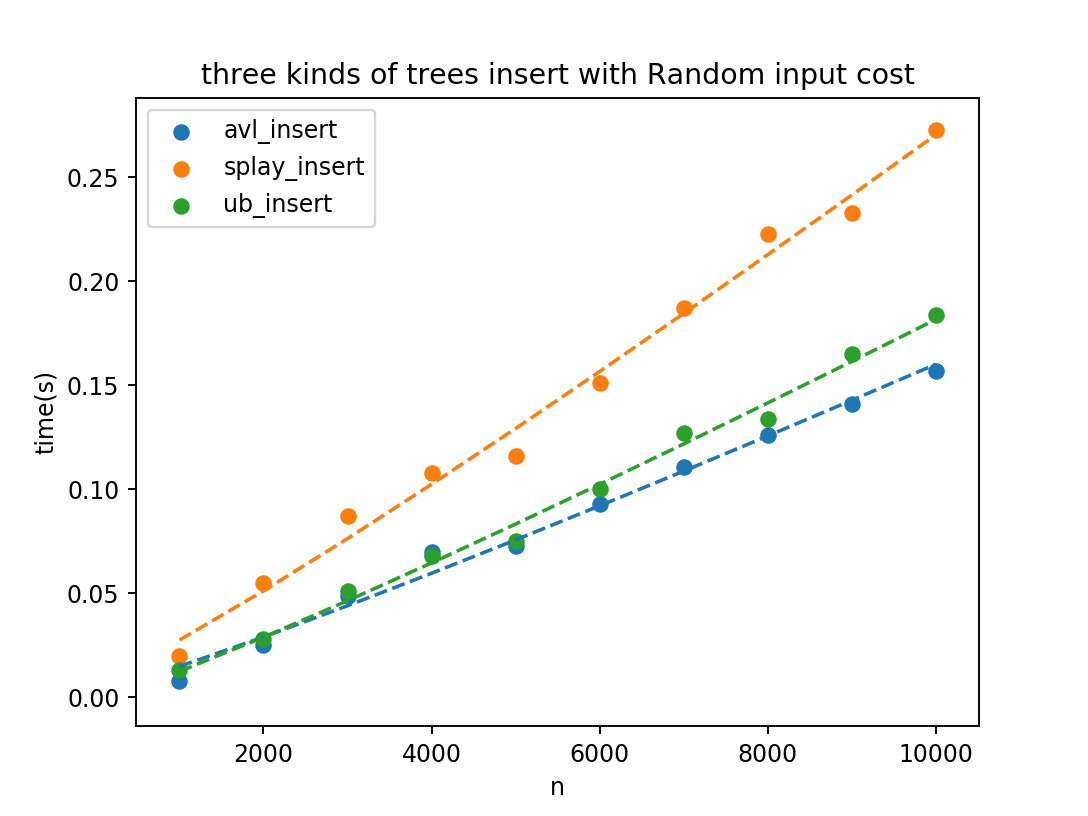 three kinds of trees insert with Random input cost
avl_insert
splay_insert
ub_insert
0.25
0.20
0.15
0.10
0.05
0.00
time(s)
2000 4000 6000 8000 10000
n